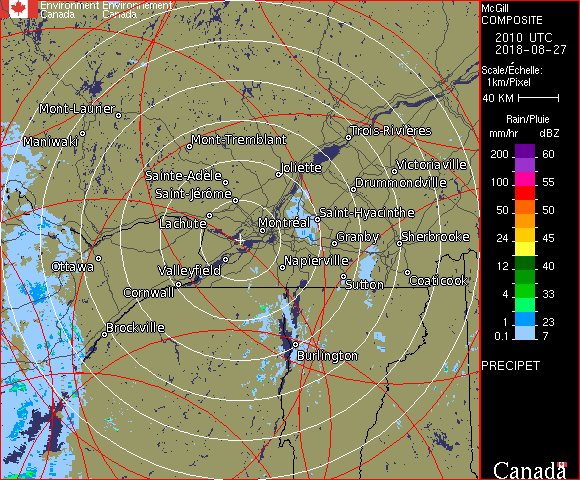 Environment Environnement
Canada Canada
McGill
COMPOSITE
2010 UTC
2018-08-27
Scale/Échelle:
1km/Pixel
40 KM
Rain/Pluie
mm/hr dBZ
200 60
100 55
50 50
24 45
12 40
4 33
1 23
0.1 7
PRECIPET
Canada
Mont-Laurier
Maniwaki
Mont-Tremblant
Trois-Rivières
Sainte-Adèle
Joliette
Victoriaville
Saint-Jérôme
Drummondville
Lachute
Montréal
Saint-Hyacinthe
Granby
Sherbrooke
Ottawa
Valleyfield
Napierville
Cornwall
Sutton
Coaticook
Brockville
Burlington